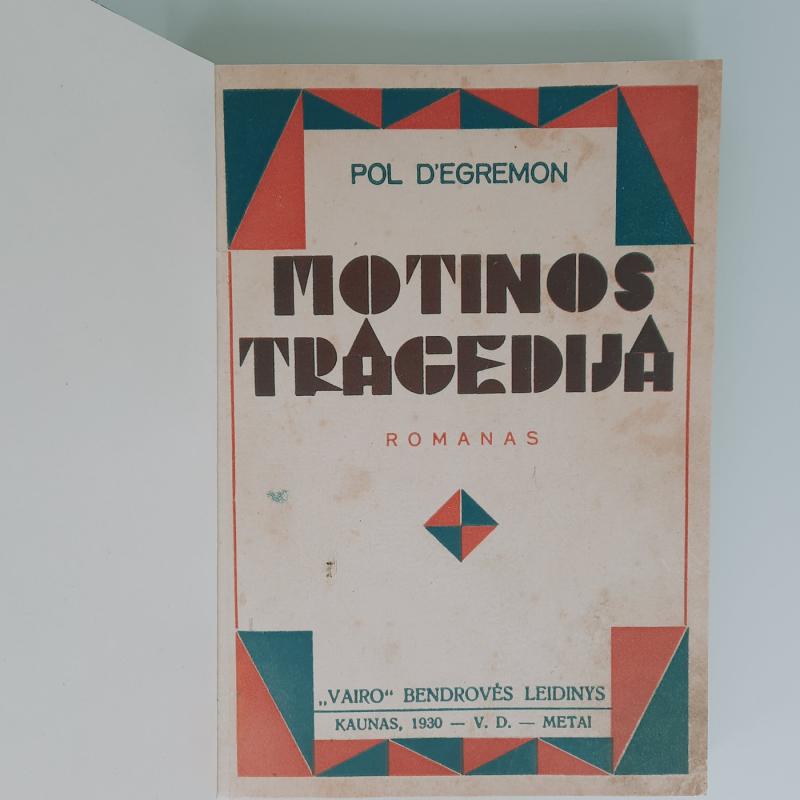 POL D'EGREMON
MOTINOS
TRAGEDIJA
ROMANAS
„VAIRO“ BENDROVĖS LEIDINYS
KAUNAS, 1930 — V. D. — METAI